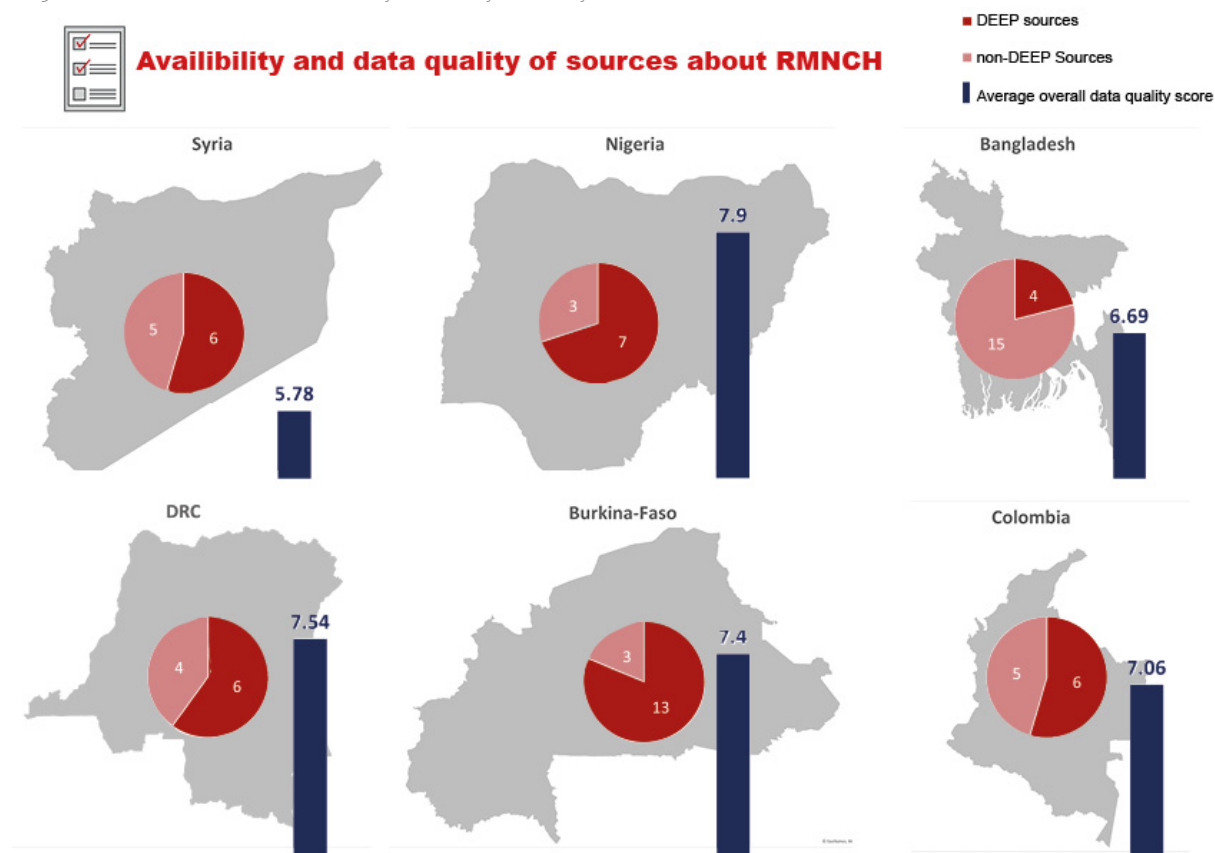 DEEP sources
non-DEEP Sources
Average overall data quality score
Availibility and data quality of sources about RMNCH
Syria
5
6
5.78
Nigeria
3
7
7.9
Bangladesh
4
15
6.69
DRC
4
6
7.54
Burkina-Faso
3
13
7.4
Colombia
5
6
7.06